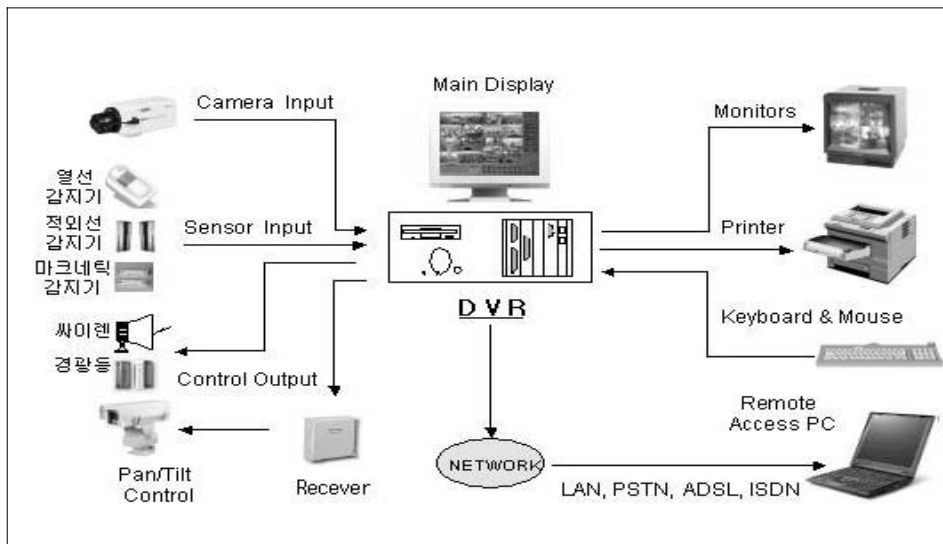 Main Display
Camera Input
Monitors
열선
감지기
적외선
감지기
Sensor Input
Printer
마크네틱
감지기
DVR
싸이렌
Keyboard & Mouse
경광등
Control Output
Remote
Access PC
Pan/Tilt
Control
Recever
NETWORK
LAN, PSTN, ADSL, ISDN